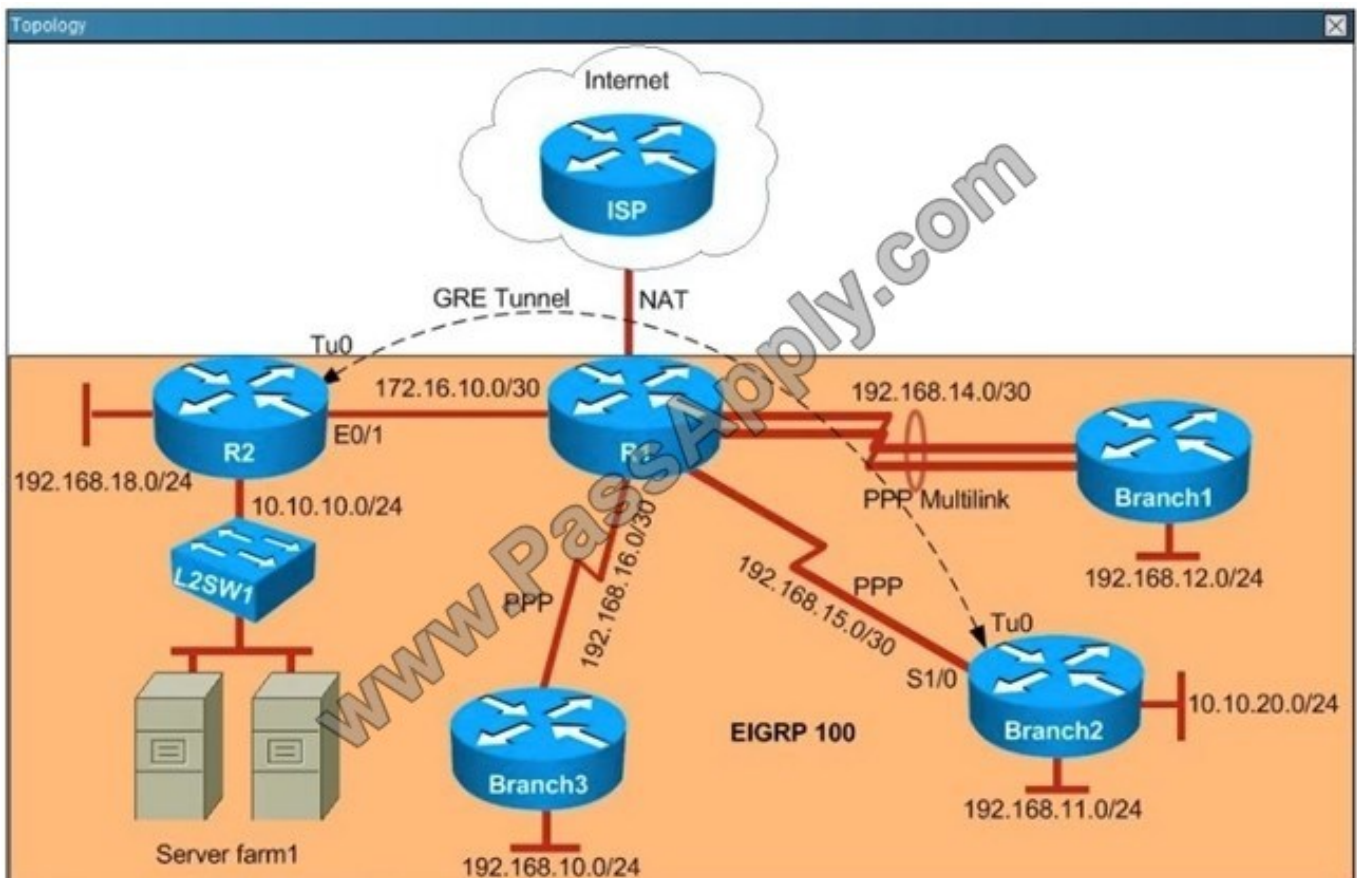 Topology
Internet
ISP
GRE Tunnel
NAT
Tu0
172.16.10.0/30
192.168.14.0/30
E0/1
R2
R1
Branch1
192.168.18.0/24
PPP Multilink
10.10.10.0/24
192.168.12.0/24
L2SW1
PPP
192.168.16.0/30
PPP
192.168.15.0/30
Tu0
S1/0
10.10.20.0/24
Branch2
EIGRP 100
Branch3
192.168.11.0/24
Server farm1
192.168.10.0/24
www.PassApply.com